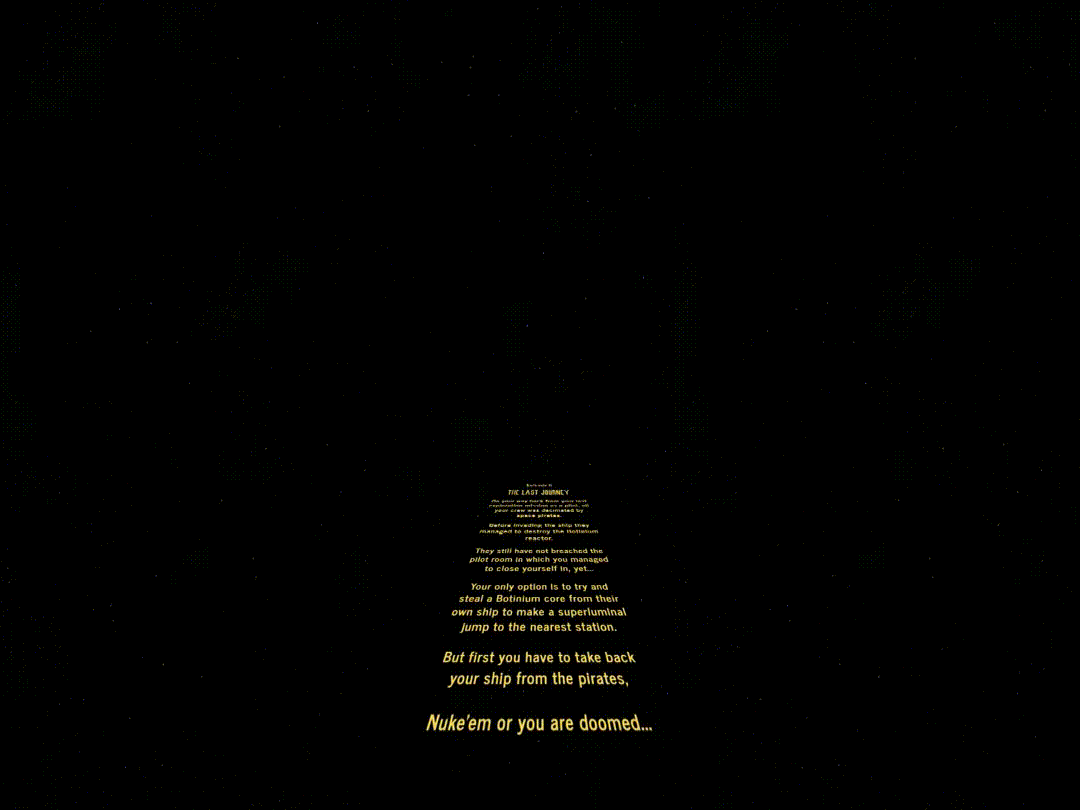 THE LAST JOURNEY
On your way back from your last
exploration mission as a pilot, all
your crew was decimated by
space pirates.
Before invading the ship they
managed to destroy the Botinium
reactor.
They still have not breached the
pilot room in which you managed
to close yourself in, yet...
Your only option is to try and
steal a Botinium core from their
own ship to make a superluminal
jump to the nearest station.
But first you have to take back
your ship from the pirates,
Nuke'em or you are doomed...